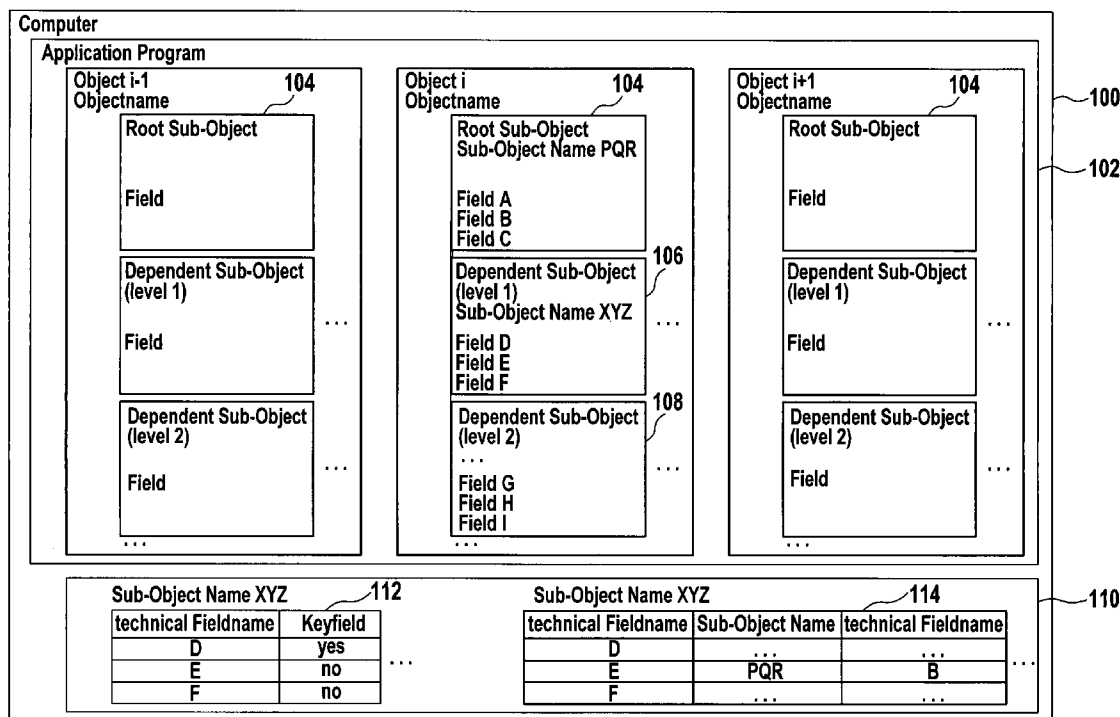 Computer
Application Program
Object i-1
Objectname
104
Root Sub-Object
Field
Dependent Sub-Object
(level 1)
Field
...
Dependent Sub-Object
(level 2)
Field
...
...
Object i
Objectname
104
Root Sub-Object
Sub-Object Name PQR
Field A
Field B
Field C
106
Dependent Sub-Object
(level 1)
Sub-Object Name XYZ
Field D
Field E
Field F
...
108
Dependent Sub-Object
(level 2)
...
Field G
Field H
Field I
...
...
Object i+1
Objectname
104
Root Sub-Object
Field
Dependent Sub-Object
(level 1)
Field
...
Dependent Sub-Object
(level 2)
Field
...
...
100
102
Sub-Object Name XYZ
112
technical Fieldname Keyfield
D yes
E no
F no
...
Sub-Object Name XYZ
114
technical Fieldname Sub-Object Name technical Fieldname
D ... ...
E PQR B
F ... ...
...
110